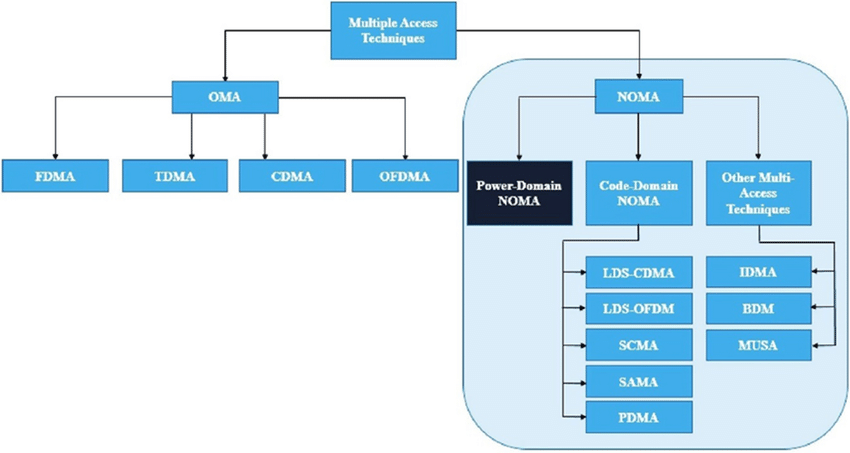 Multiple Access
Techniques
OMA
NOMA
FDMA
TDMA
CDMA
OFDMA
Power-Domain
NOMA
Code-Domain
NOMA
Other Multi-
Access
Techniques
LDS-CDMA
LDS-OFDM
SCMA
SAMA
PDMA
IDMA
BDM
MUSA